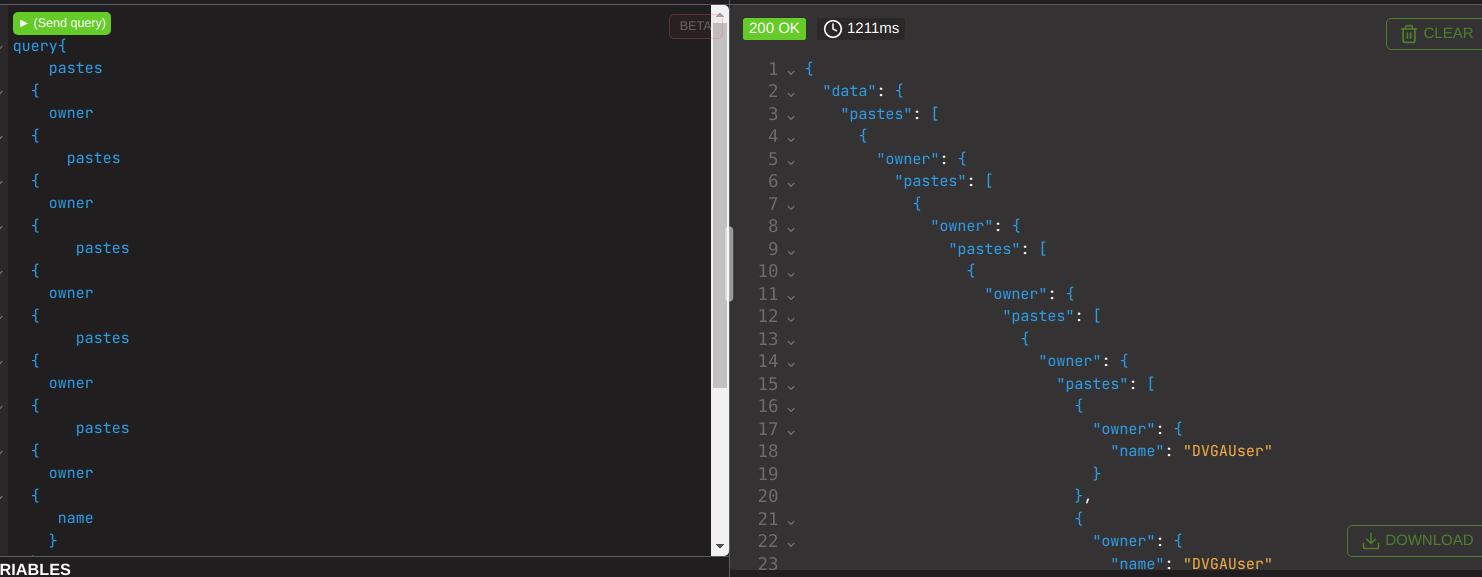 ► (Send query)
BETA
query{
pastes
{
owner
{
pastes
{
owner
{
pastes
{
owner
{
pastes
{
owner
{
pastes
{
owner
{
name
}
RIABLES
200 OK 1211ms
CLEAR
1 {
2 "data": {
3 "pastes": [
4 {
5 "owner": {
6 "pastes": [
7 {
8 "owner": {
9 "pastes": [
10 {
11 "owner": {
12 "pastes": [
13 {
14 "owner": {
15 "pastes": [
16 {
17 "owner": {
18 "name": "DVGAUser"
19 }
20 },
21 {
22 "owner": {
23 "name": "DVGAUser"
DOWNLOAD